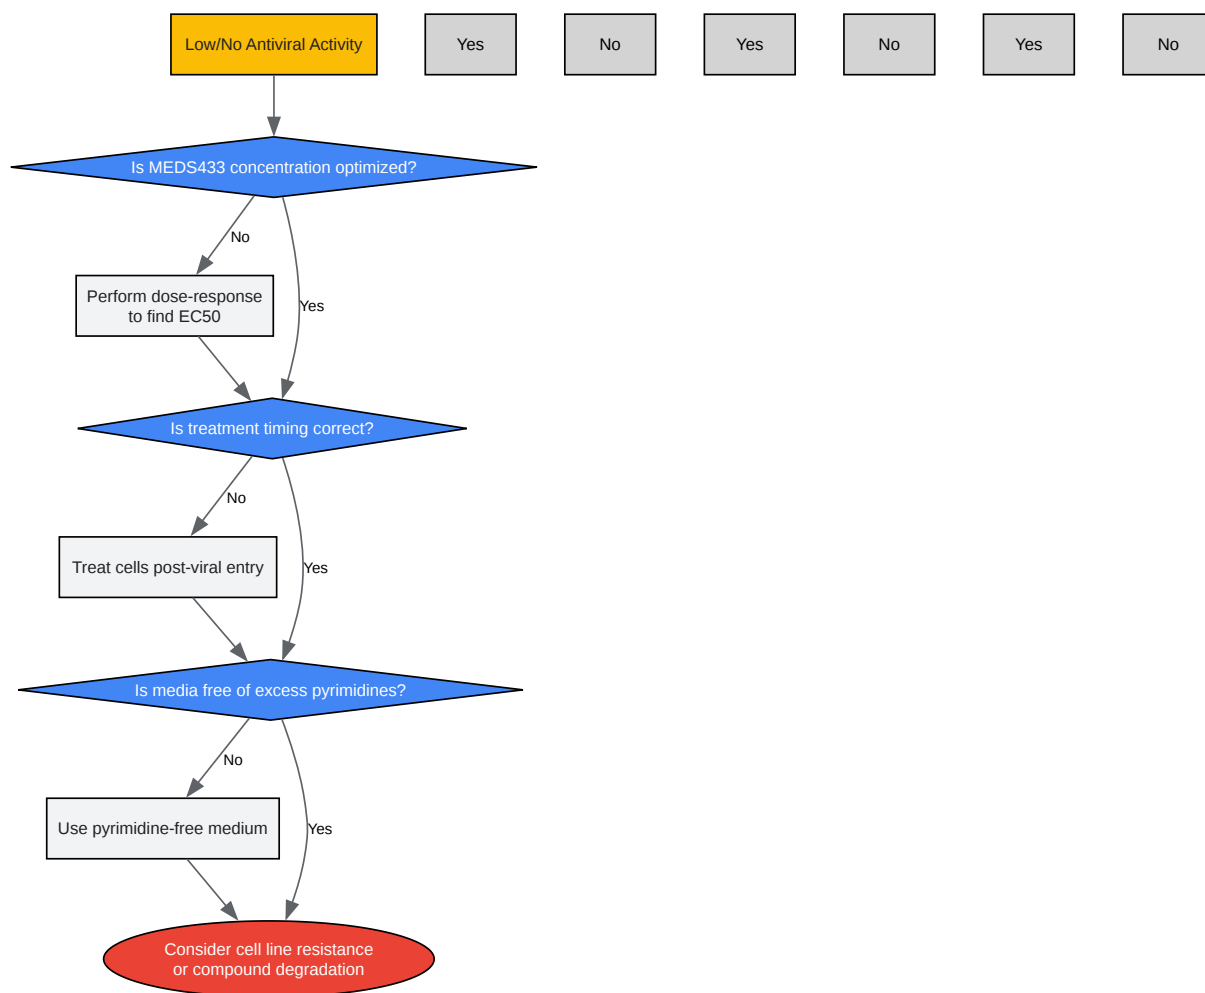 Low/No Antiviral Activity
Yes
No
Yes
No
Yes
No
Is MEDS433 concentration optimized?
No
Perform dose-response
to find EC50
Yes
Is treatment timing correct?
No
Treat cells post-viral entry
Yes
Is media free of excess pyrimidines?
No
Use pyrimidine-free medium
Yes
Consider cell line resistance
or compound degradation